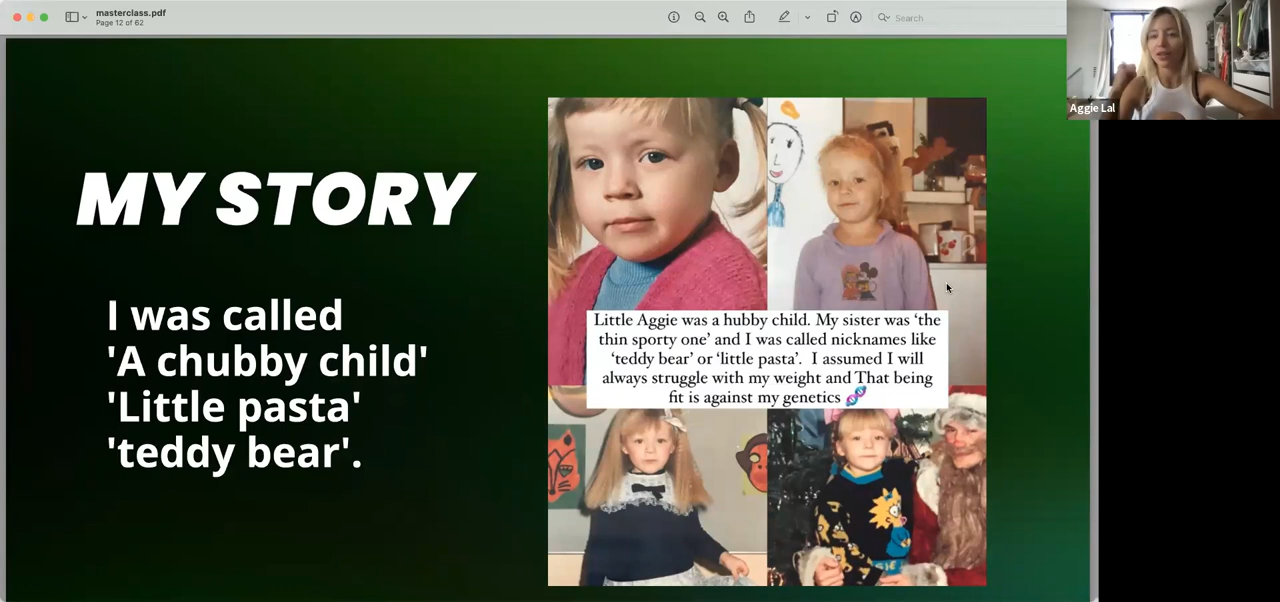 masterclass.pdf
Page 12 of 62
Search
Aggie Lal
MY STORY
I was called
'A chubby child'
'Little pasta'
'teddy bear'.
Little Aggie was a hubby child. My sister was ‘the
thin sporty one’ and I was called nicknames like
‘teddy bear’ or ‘little pasta’. I assumed I will
always struggle with my weight and That being
fit is against my genetics 🧬